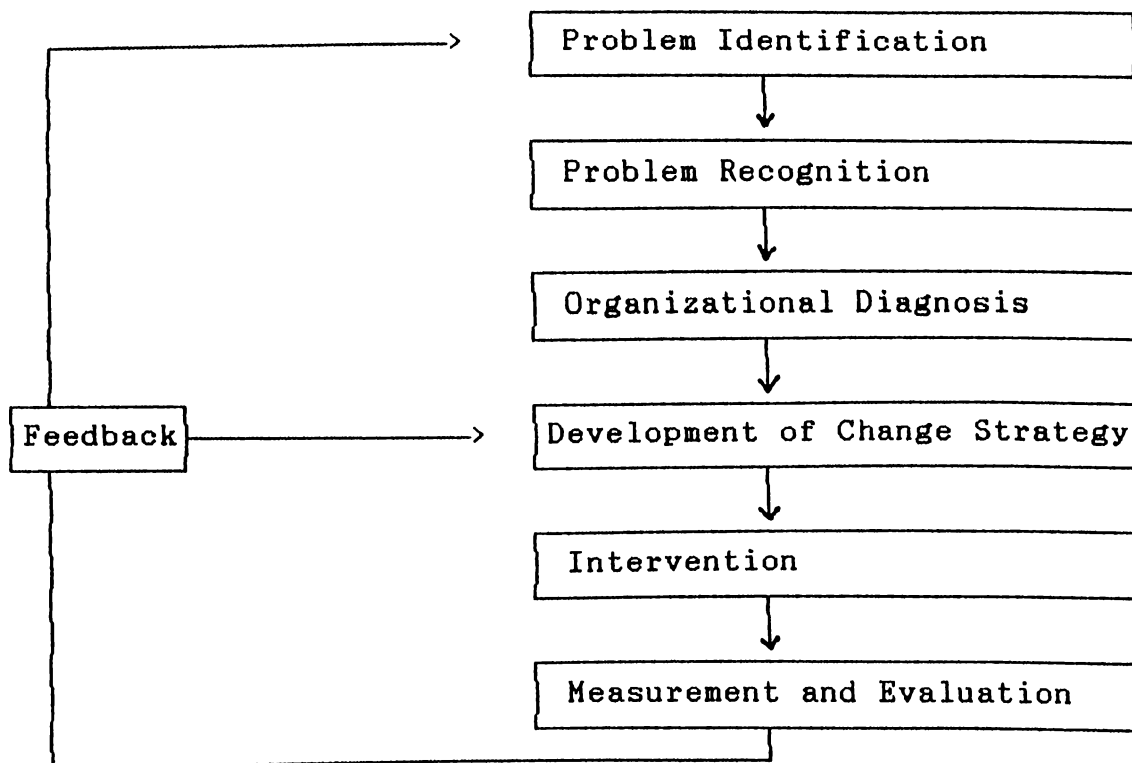 Problem Identification
Problem Recognition
Organizational Diagnosis
Feedback
Development of Change Strategy
Intervention
Measurement and Evaluation